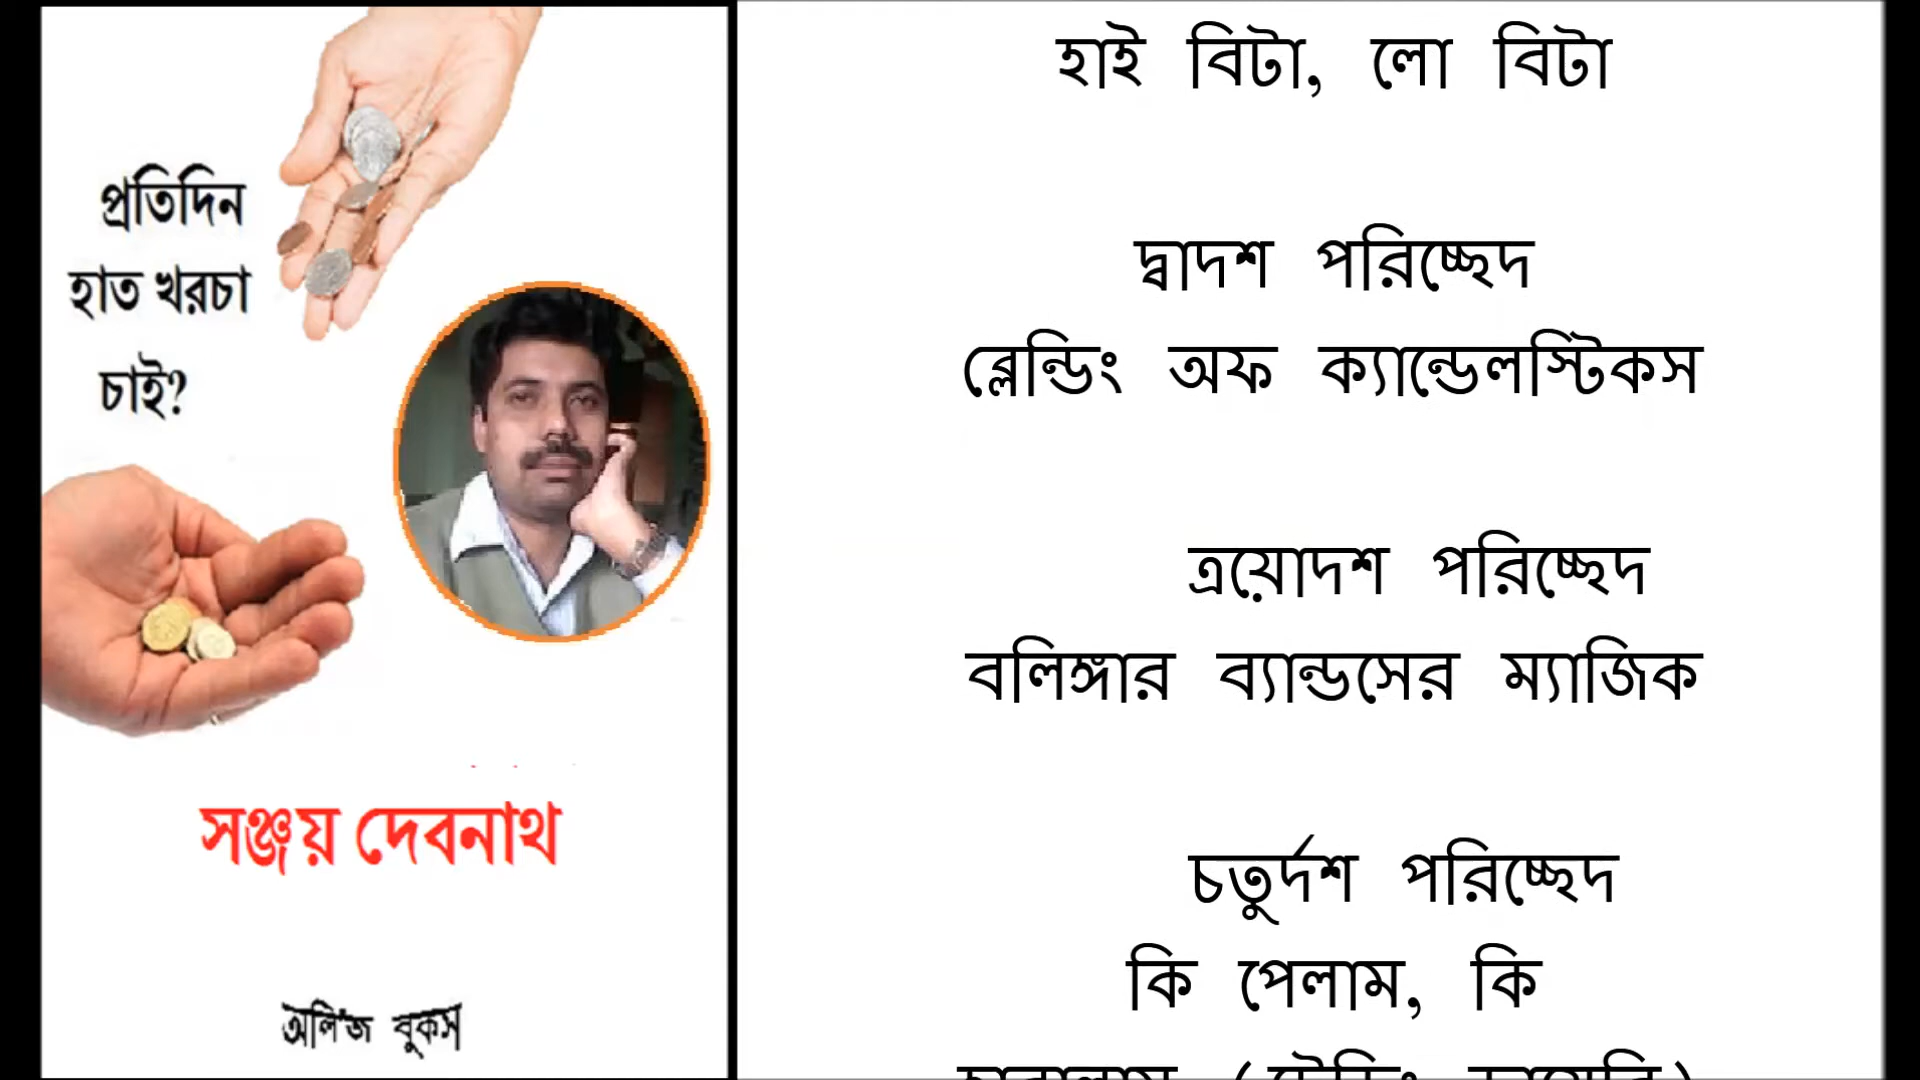 প্রতিদিন
হাত খরচা
চাই?
সঞ্জয় দেবনাথ
অলি'জ বুকস
হাই বিটা, লো বিটা
দ্বাদশ পরিচ্ছেদ
ব্লেন্ডিং অফ ক্যান্ডেলস্টিকস
ত্রয়োদশ পরিচ্ছেদ
বলিঙ্গার ব্যান্ডসের ম্যাজিক
চতুর্দশ পরিচ্ছেদ
কি পেলাম, কি